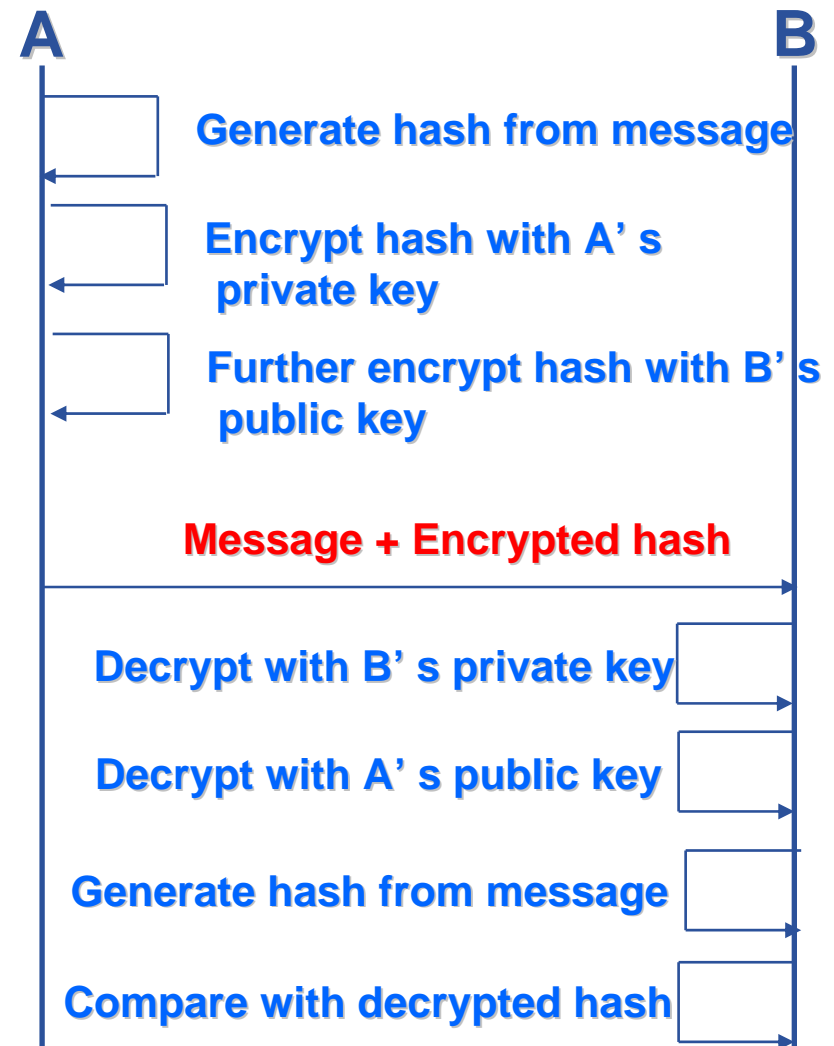 A
B
Generate hash from message
Encrypt hash with A’ s
private key
Further encrypt hash with B’ s
public key
Message + Encrypted hash
Decrypt with B’ s private key
Decrypt with A’ s public key
Generate hash from message
Compare with decrypted hash